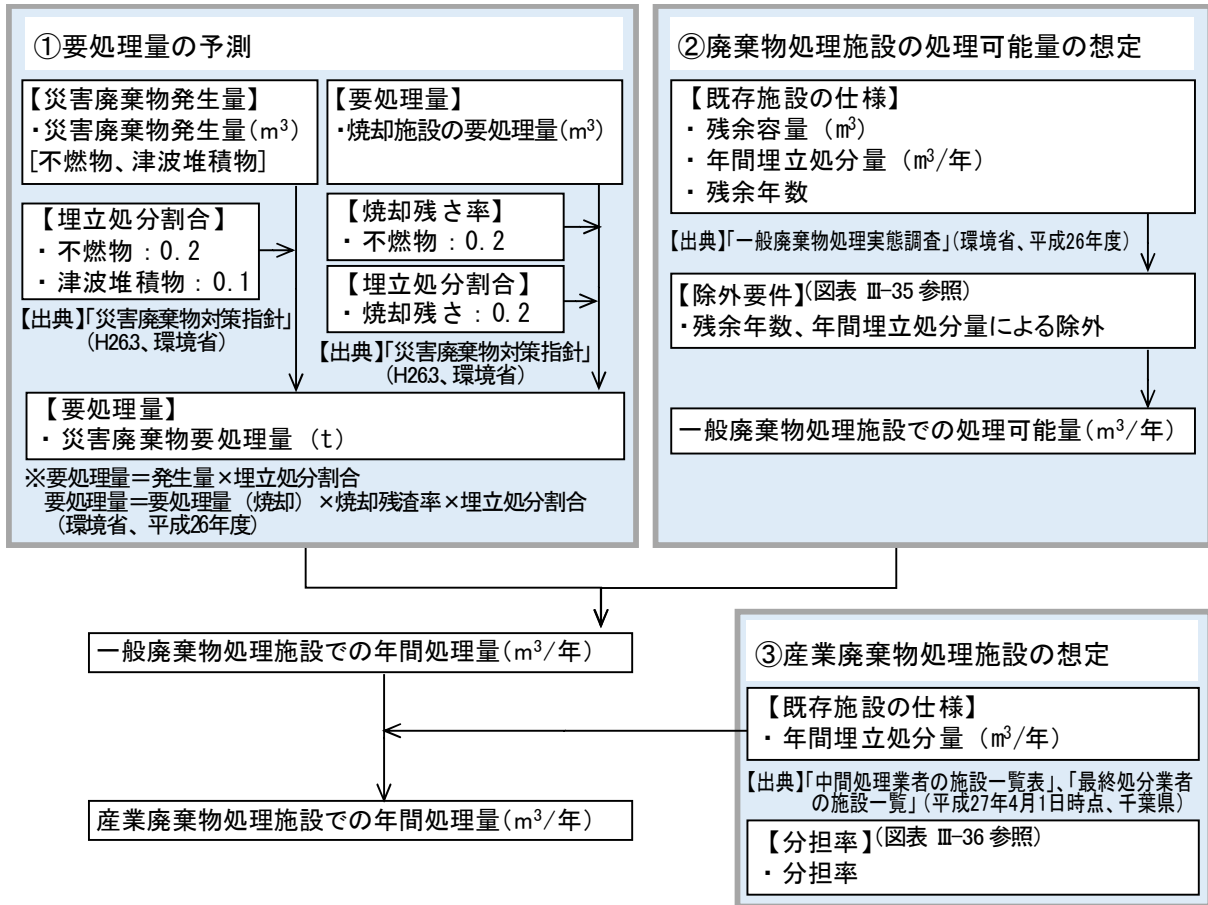 ①要処理量の予測
【災害廃棄物発生量】
・災害廃棄物発生量(m³)
[不燃物、津波堆積物]
【要処理量】
・焼却施設の要処理量(m³)
【埋立処分割合】
・不燃物:0.2
・津波堆積物:0.1
【出典】「災害廃棄物対策指針」
(H26.3、環境省)
【焼却残さ率】
・不燃物:0.2
【埋立処分割合】
・焼却残さ:0.2
【出典】「災害廃棄物対策指針」
(H26.3、環境省)
【要処理量】
・災害廃棄物要処理量(t)
※要処理量=発生量×埋立処分割合
要処理量=要処理量(焼却)×焼却残渣率×埋立処分割合
(環境省、平成26年度)
②廃棄物処理施設の処理可能量の想定
【既存施設の仕様】
・残余容量(㎥)
・年間埋立処分量(m³/年)
・残余年数
【出典】「一般廃棄物処理実態調査」(環境省、平成26年度)
【除外要件】(図表 Ⅲ-35 参照)
・残余年数、年間埋立処分量による除外
一般廃棄物処理施設での処理可能量(m³/年)
一般廃棄物処理施設での年間処理量(m³/年)
産業廃棄物処理施設での年間処理量(m³/年)
③産業廃棄物処理施設の想定
【既存施設の仕様】
・年間埋立処分量(㎥/年)
【出典】「中間処理業者の施設一覧表」、「最終処分業者
の施設一覧」(平成27年4月1日時点、千葉県)
【分担率】(図表 Ⅲ-36 参照)
・分担率